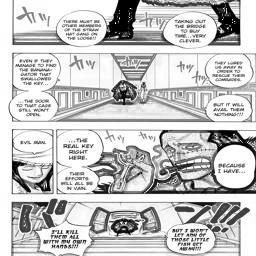 THERE MUST BE
OTHER MEMBERS
OF THE STRAW
HAT GANG ON
THE LOOSE!!
TAKING OUT
THE BRIDGE
TO BUY
TIME...VERY
CLEVER.
EVEN IF THEY
MANAGE TO FIND
THE BANANA-
GATOR THAT
SWALLOWED
THE KEY...
...THE DOOR
TO THAT CAGE
WON'T OPEN.
THEY LURED
US AWAY IN
ORDER TO
RESCUE THEIR
COMRADES.
BUT IT WILL
AVAIL THEM
NOTHING!!!
EVIL MAN.
...THE
REAL KEY
RIGHT
HERE.
THEIR
EFFORTS WILL
ALL BE
IN VAIN.
BECAUSE
I HAVE...
I'LL KILL
THEM ALL
WITH MY OWN
HANDS!!!
BUT I WON'T
LET ANY OF
THOSE LITTLE
FISH GET
AWAY!!!